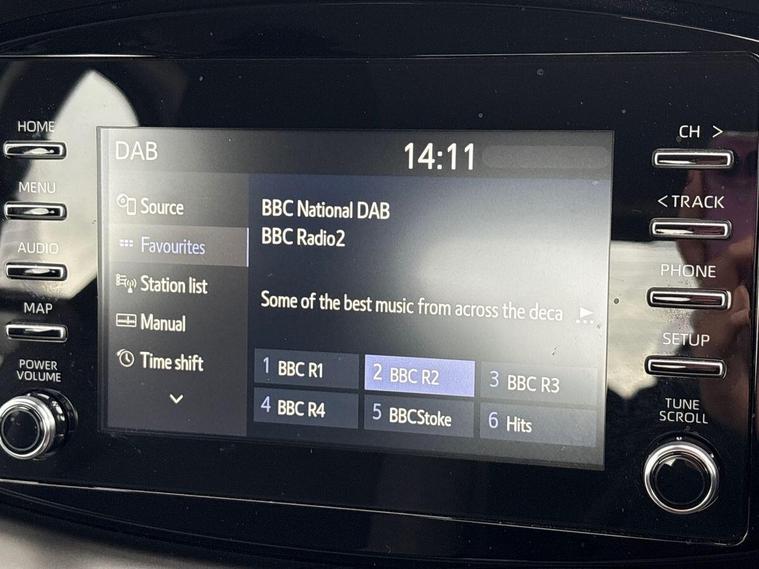 HOME
MENU
AUDIO
MAP
POWER
VOLUME
DAB
14:11
Source
Favourites
Station list
Manual
Time shift
BBC National DAB
BBC Radio2
Some of the best music from across the deca
1 BBC R1
2 BBC R2
3 BBC R3
4 BBC R4
5 BBCStoke
6 Hits
CH >
< TRACK
PHONE
SETUP
TUNE
SCROLL